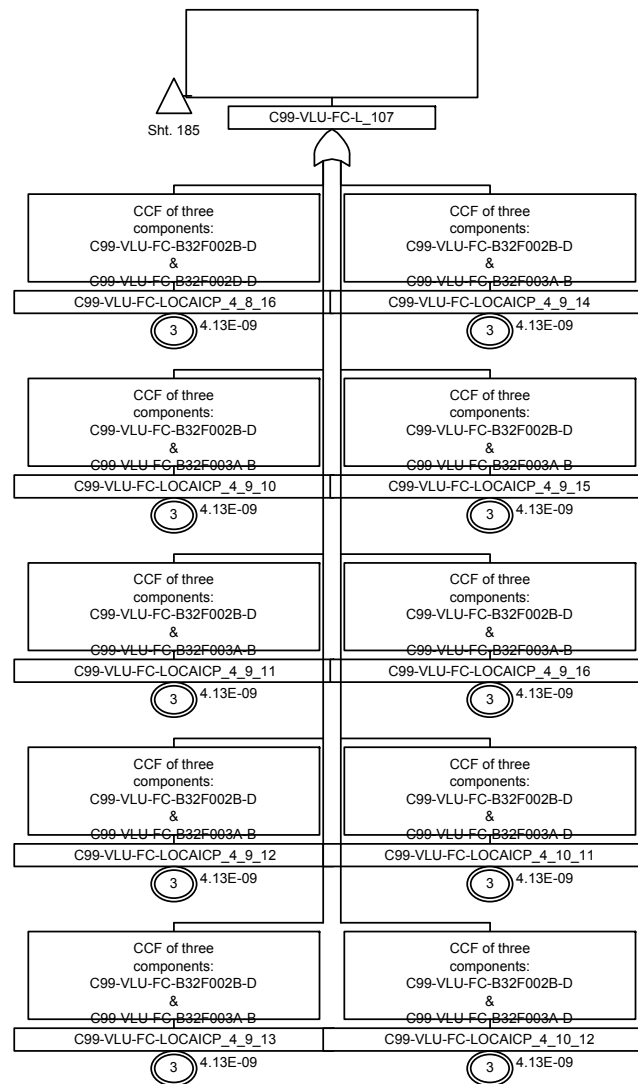 C99-VLU-FC-L_107
Sht. 185
CCF of three
components:
C99-VLU-FC-B32F002B-D
&
C99-VLU-FC-B32F002D-D
C99-VLU-FC-LOCAICP_4_8_16
3
4.13E-09
CCF of three
components:
C99-VLU-FC-B32F002B-D
&
C99-VLU-FC-B32F003A-B
C99-VLU-FC-LOCAICP_4_9_14
3
4.13E-09
CCF of three
components:
C99-VLU-FC-B32F002B-D
&
C99-VLU-FC-B32F003A-B
C99-VLU-FC-LOCAICP_4_9_10
3
4.13E-09
CCF of three
components:
C99-VLU-FC-B32F002B-D
&
C99-VLU-FC-B32F003A-B
C99-VLU-FC-LOCAICP_4_9_15
3
4.13E-09
CCF of three
components:
C99-VLU-FC-B32F002B-D
&
C99-VLU-FC-B32F003A-B
C99-VLU-FC-LOCAICP_4_9_11
3
4.13E-09
CCF of three
components:
C99-VLU-FC-B32F002B-D
&
C99-VLU-FC-B32F003A-B
C99-VLU-FC-LOCAICP_4_9_16
3
4.13E-09
CCF of three
components:
C99-VLU-FC-B32F002B-D
&
C99-VLU-FC-B32F003A-B
C99-VLU-FC-LOCAICP_4_9_12
3
4.13E-09
CCF of three
components:
C99-VLU-FC-B32F002B-D
&
C99-VLU-FC-B32F003A-D
C99-VLU-FC-LOCAICP_4_10_11
3
4.13E-09
CCF of three
components:
C99-VLU-FC-B32F002B-D
&
C99-VLU-FC-B32F003A-B
C99-VLU-FC-LOCAICP_4_9_13
3
4.13E-09
CCF of three
components:
C99-VLU-FC-B32F002B-D
&
C99-VLU-FC-B32F003A-D
C99-VLU-FC-LOCAICP_4_10_12
3
4.13E-09